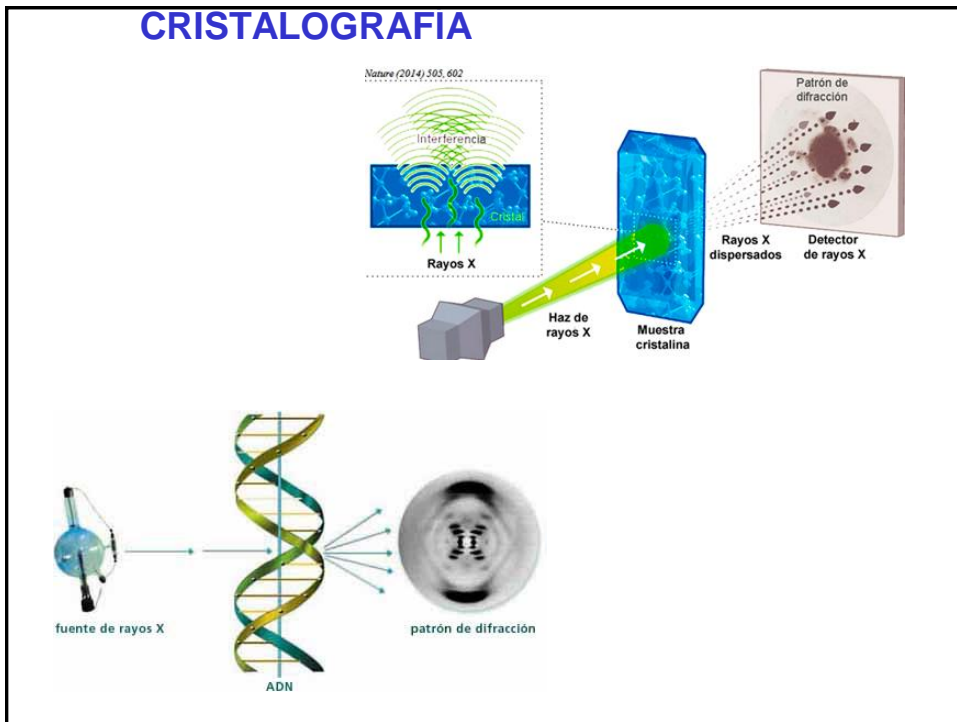 CRISTALOGRAFIA
Nature (2014) 505, 602
Interferencia
Cristal
Rayos X
Patrón de
difracción
Rayos X
dispersados
Detector
de rayos X
Haz de
rayos X
Muestra
cristalina
fuente de rayos X
patrón de difracción
ADN